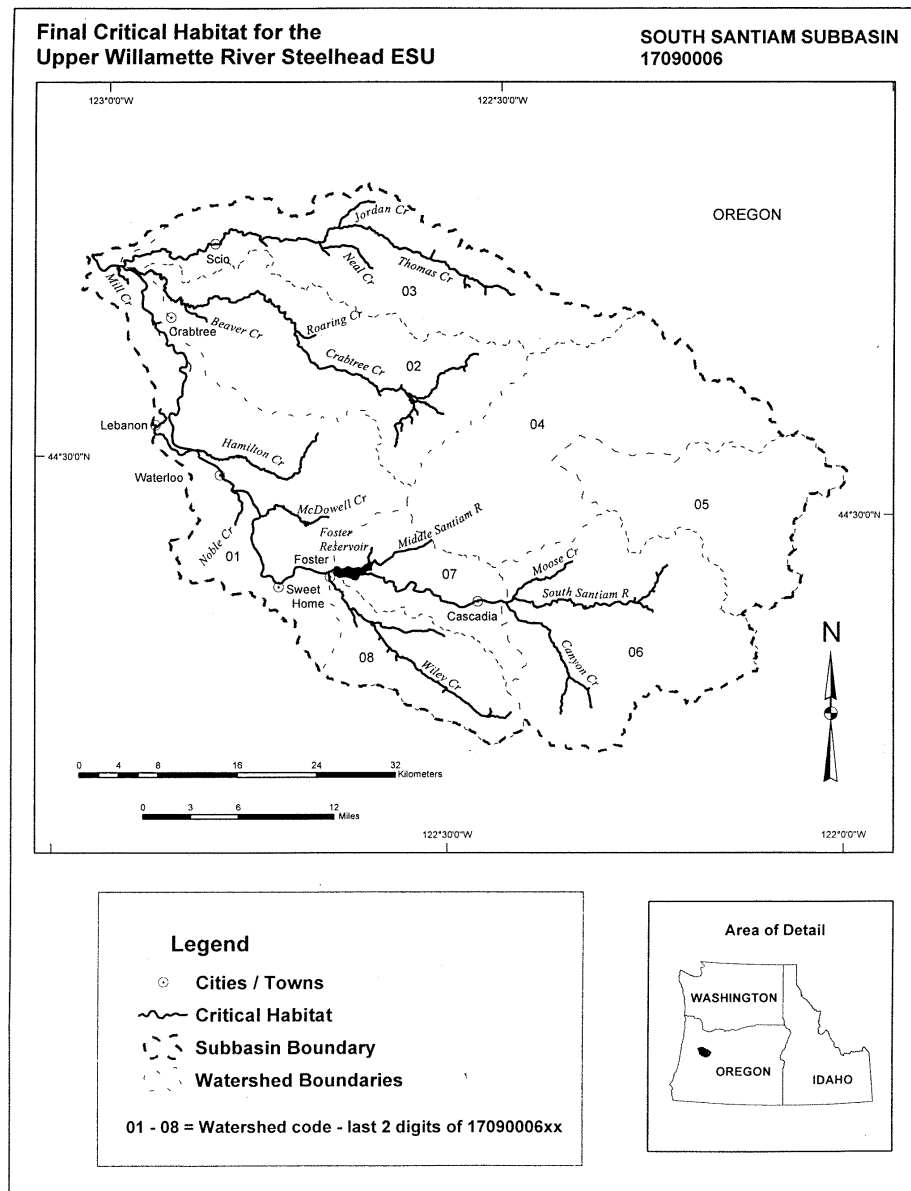 Final Critical Habitat for the
Upper Willamette River Steelhead ESU
SOUTH SANTIAM SUBBASIN
17090006
123°0'0"W
122°30'0"W
OREGON
Jordan Cr
Scio
Neal Cr
Thomas Cr
03
Mill Cr
Crabtree
Beaver Cr
Roaring Cr
Crabtree Cr
02
04
Lebanon
Hamilton Cr
44°30'0"N
Waterloo
05
McDowell Cr
44°30'0"N
Noble Cr
01
Foster
Reservoir
Middle Santiam R
Foster
07
Moose Cr
Sweet
Home
South Santiam R
Cascadia
N
08
Wiley Cr
Canyon Cr
06
0 4 8 16 24 32
Kilometers
0 3 6 12
Miles
122°30'0"W
122°0'0"W
Legend
Cities / Towns
Critical Habitat
Subbasin Boundary
Watershed Boundaries
01 - 08 = Watershed code - last 2 digits of 17090006xx
Area of Detail
WASHINGTON
OREGON
IDAHO